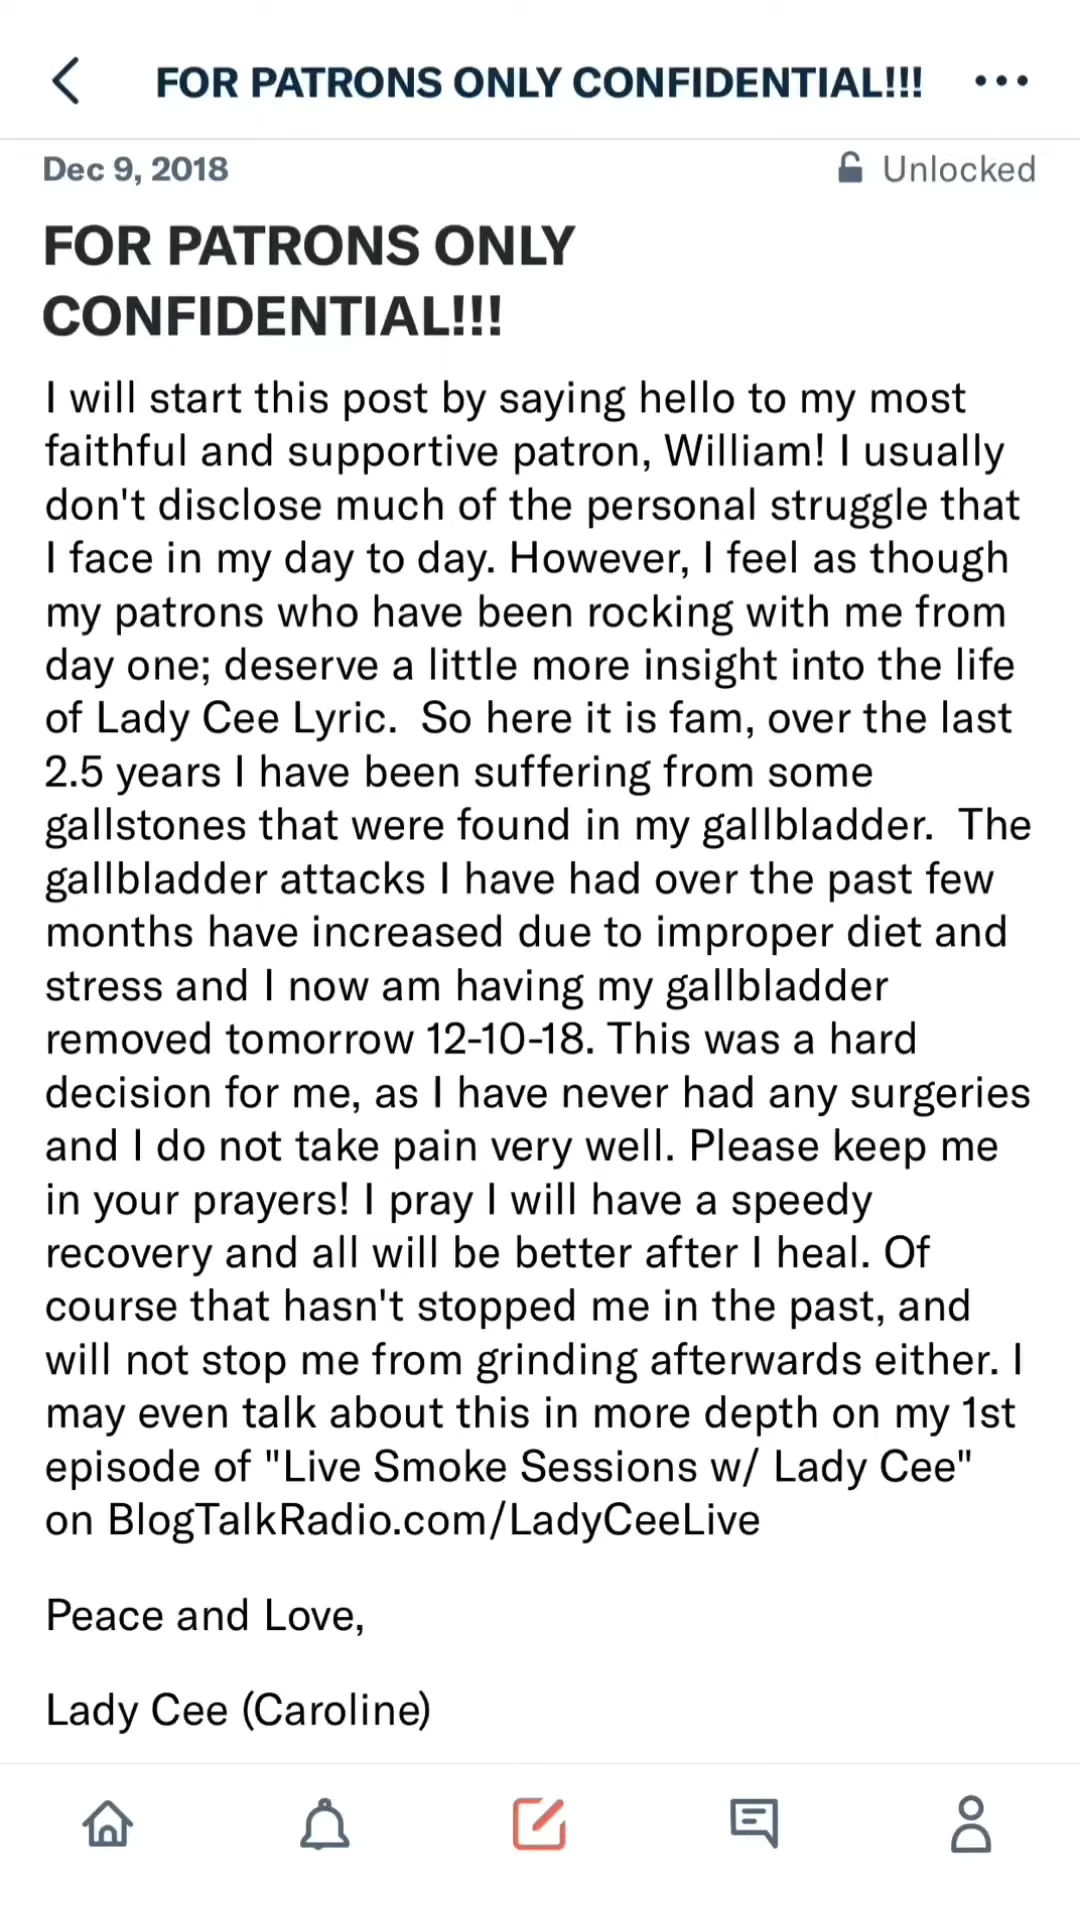 FOR PATRONS ONLY CONFIDENTIAL!!!
Dec 9, 2018
Unlocked
FOR PATRONS ONLY
CONFIDENTIAL!!!
I will start this post by saying hello to my most
faithful and supportive patron, William! I usually
don't disclose much of the personal struggle that
I face in my day to day. However, I feel as though
my patrons who have been rocking with me from
day one; deserve a little more insight into the life
of Lady Cee Lyric.  So here it is fam, over the last
2.5 years I have been suffering from some
gallstones that were found in my gallbladder.  The
gallbladder attacks I have had over the past few
months have increased due to improper diet and
stress and I now am having my gallbladder
removed tomorrow 12-10-18. This was a hard
decision for me, as I have never had any surgeries
and I do not take pain very well. Please keep me
in your prayers! I pray I will have a speedy
recovery and all will be better after I heal. Of
course that hasn't stopped me in the past, and
will not stop me from grinding afterwards either. I
may even talk about this in more depth on my 1st
episode of "Live Smoke Sessions w/ Lady Cee"
on BlogTalkRadio.com/LadyCeeLive
Peace and Love,
Lady Cee (Caroline)